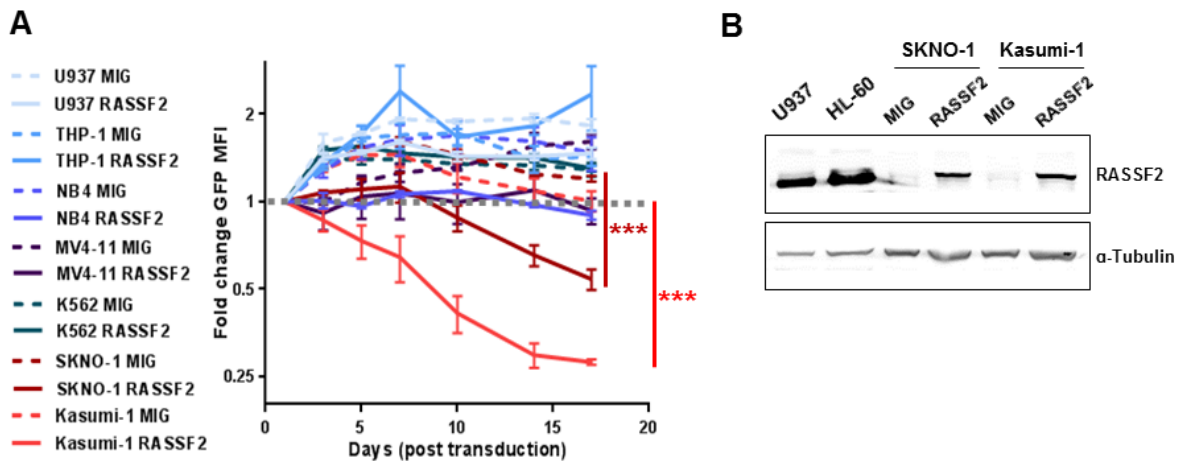 A
U937 MIG
U937 RASSF2
THP-1 MIG
THP-1 RASSF2
NB4 MIG
NB4 RASSF2
MV4-11 MIG
MV4-11 RASSF2
K562 MIG
K562 RASSF2
SKNO-1 MIG
SKNO-1 RASSF2
Kasumi-1 MIG
Kasumi-1 RASSF2
Fold change GFP MFI
2
1
0.5
0.25
0 5 10 15 20
Days (post transduction)
***
***
B
SKNO-1 Kasumi-1
U937 HL-60 MIG RASSF2 MIG RASSF2
RASSF2
α-Tubulin